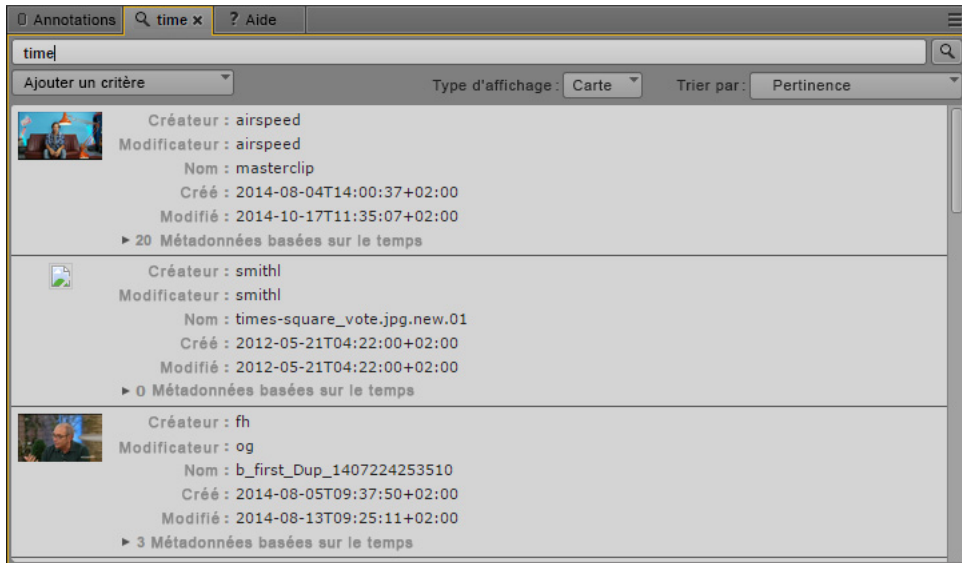 Annotations time x ? Aide
time
Ajouter un critère Type d'affichage : Carte Trier par : Pertinence
Créateur : airspeed
Modificateur : airspeed
Nom : masterclip
Créé : 2014-08-04T14:00:37+02:00
Modifié : 2014-10-17T11:35:07+02:00
20 Métadonnées basées sur le temps
Créateur : smithl
Modificateur : smithl
Nom : times-square_vote.jpg.new.01
Créé : 2012-05-21T04:22:00+02:00
Modifié : 2012-05-21T04:22:00+02:00
0 Métadonnées basées sur le temps
Créateur : fh
Modificateur : og
Nom : b_first_Dup_1407224253510
Créé : 2014-08-05T09:37:50+02:00
Modifié : 2014-08-13T09:25:11+02:00
3 Métadonnées basées sur le temps